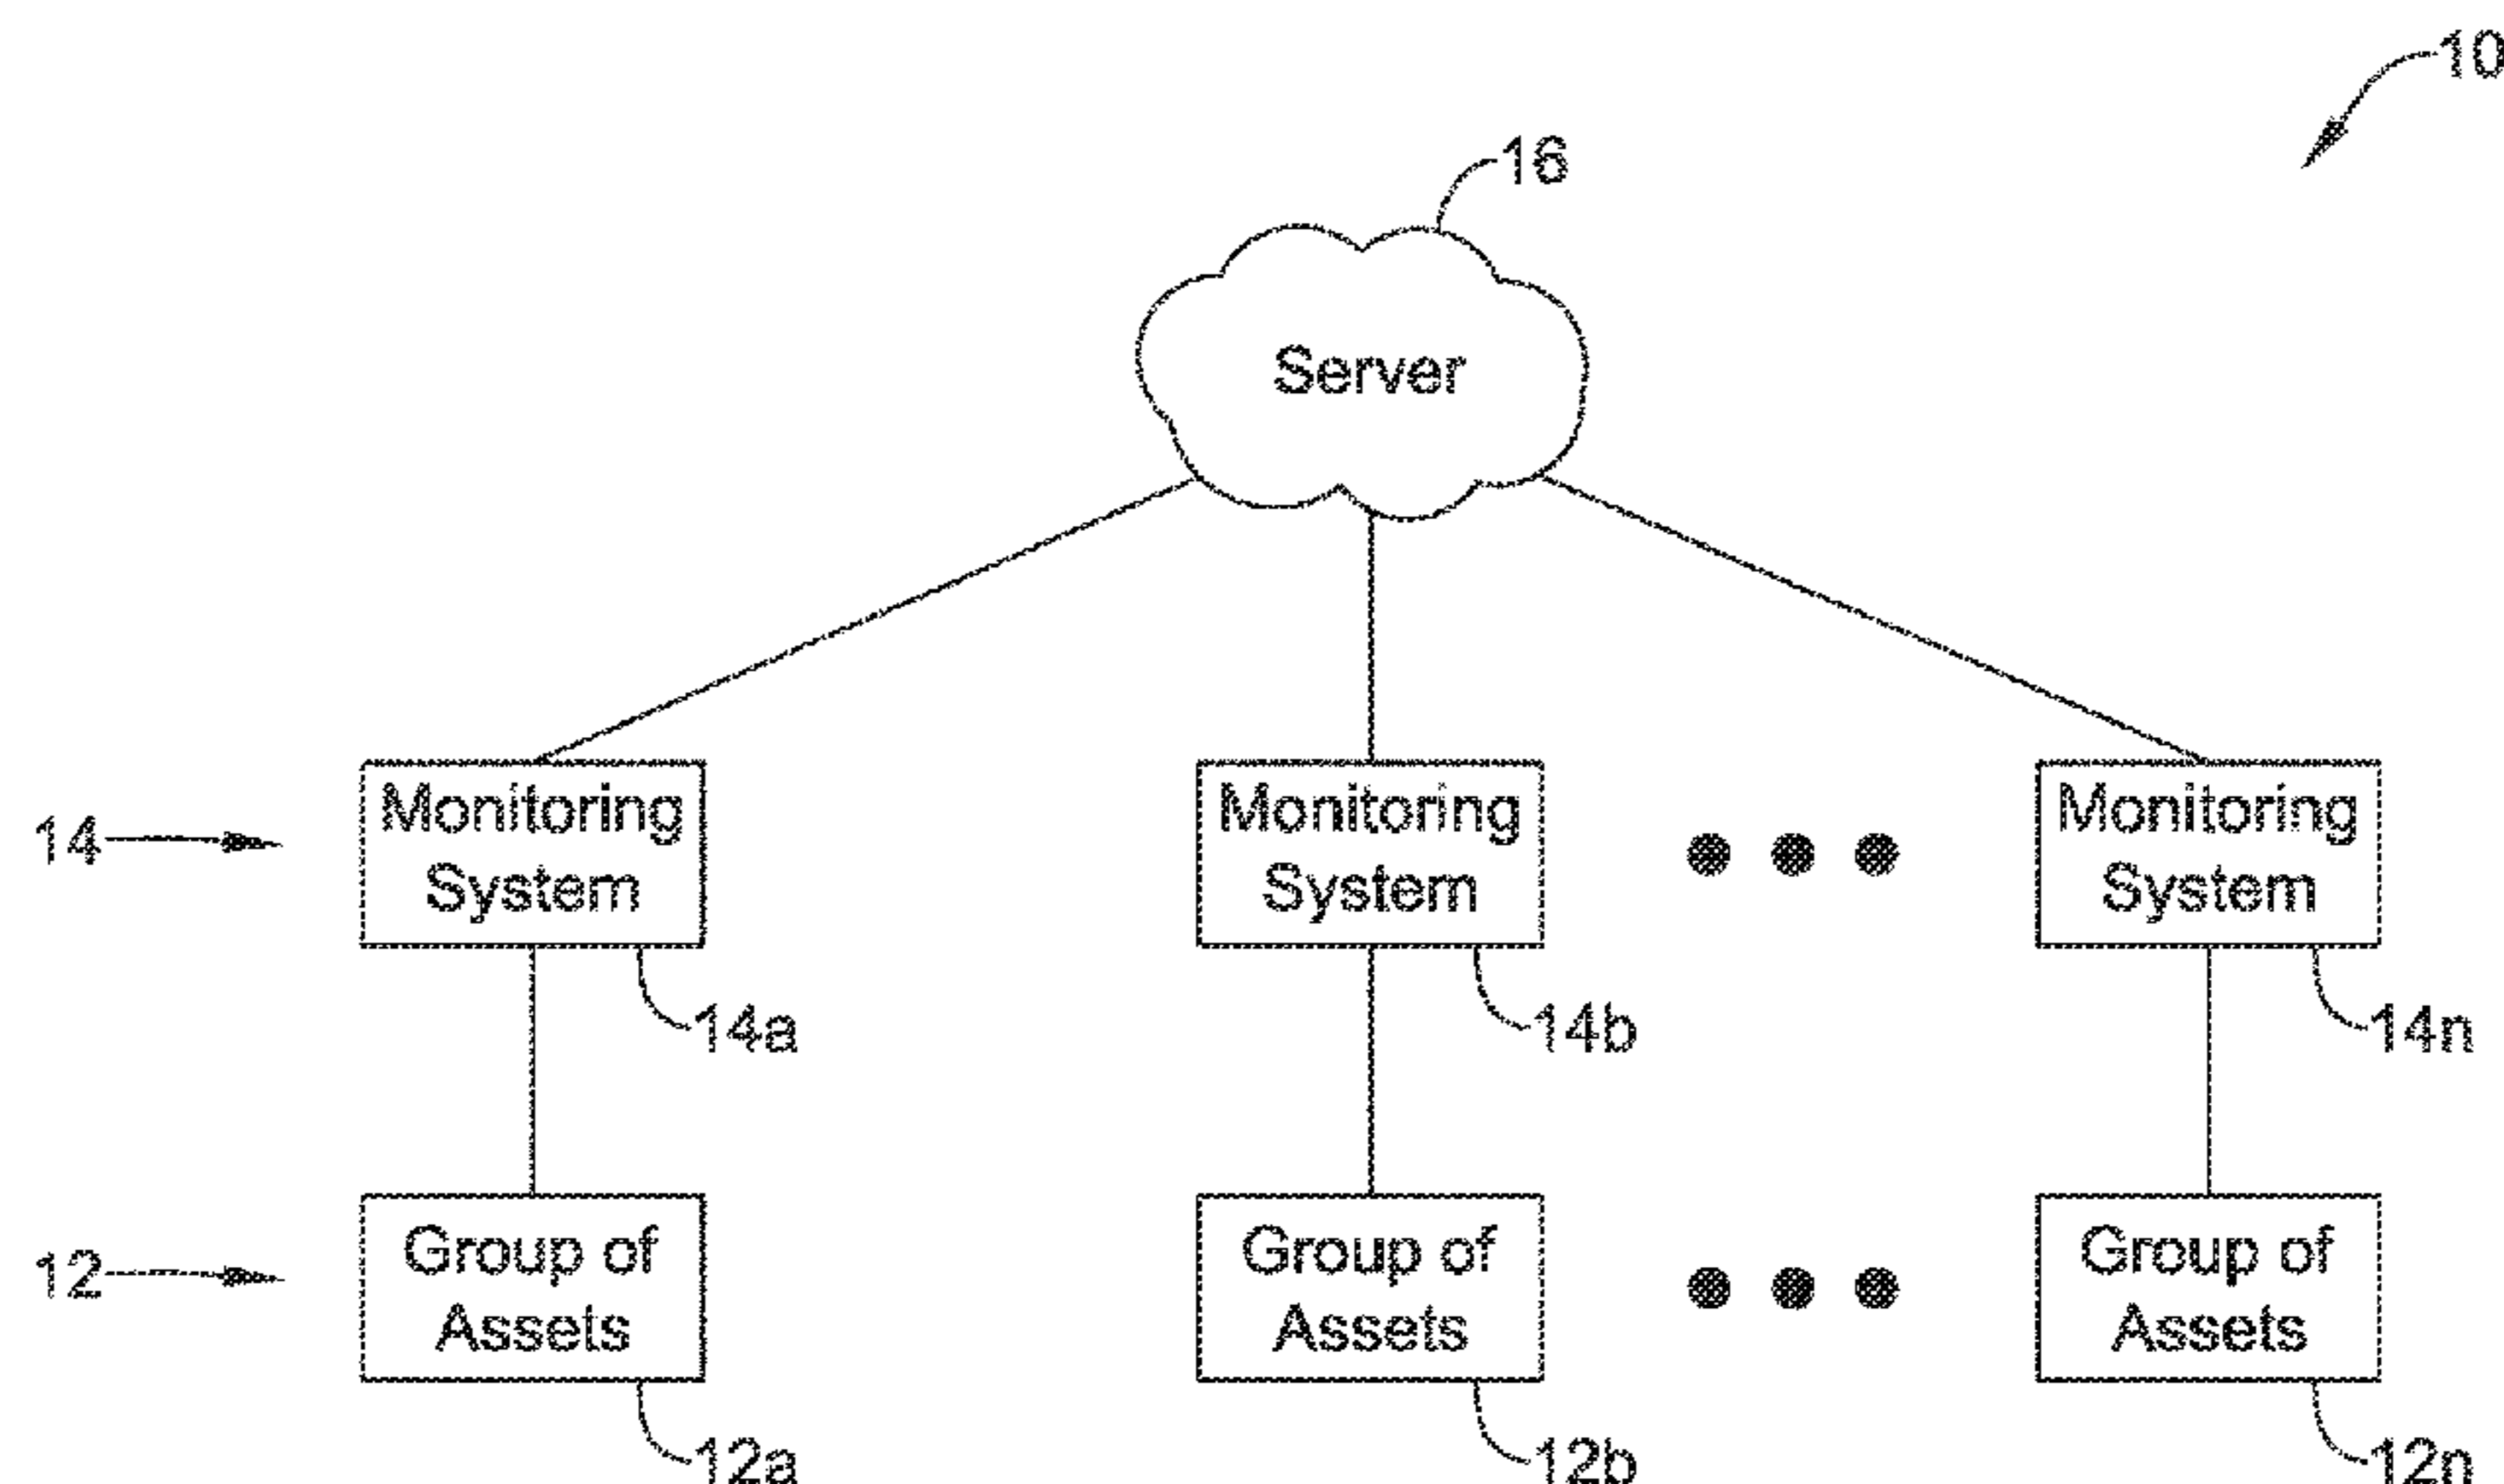 10
16
Server
14
Monitoring
System
Monitoring
System
Monitoring
System
14a
14b
14n
12
Group of
Assets
Group of
Assets
Group of
Assets
12a
12b
12n